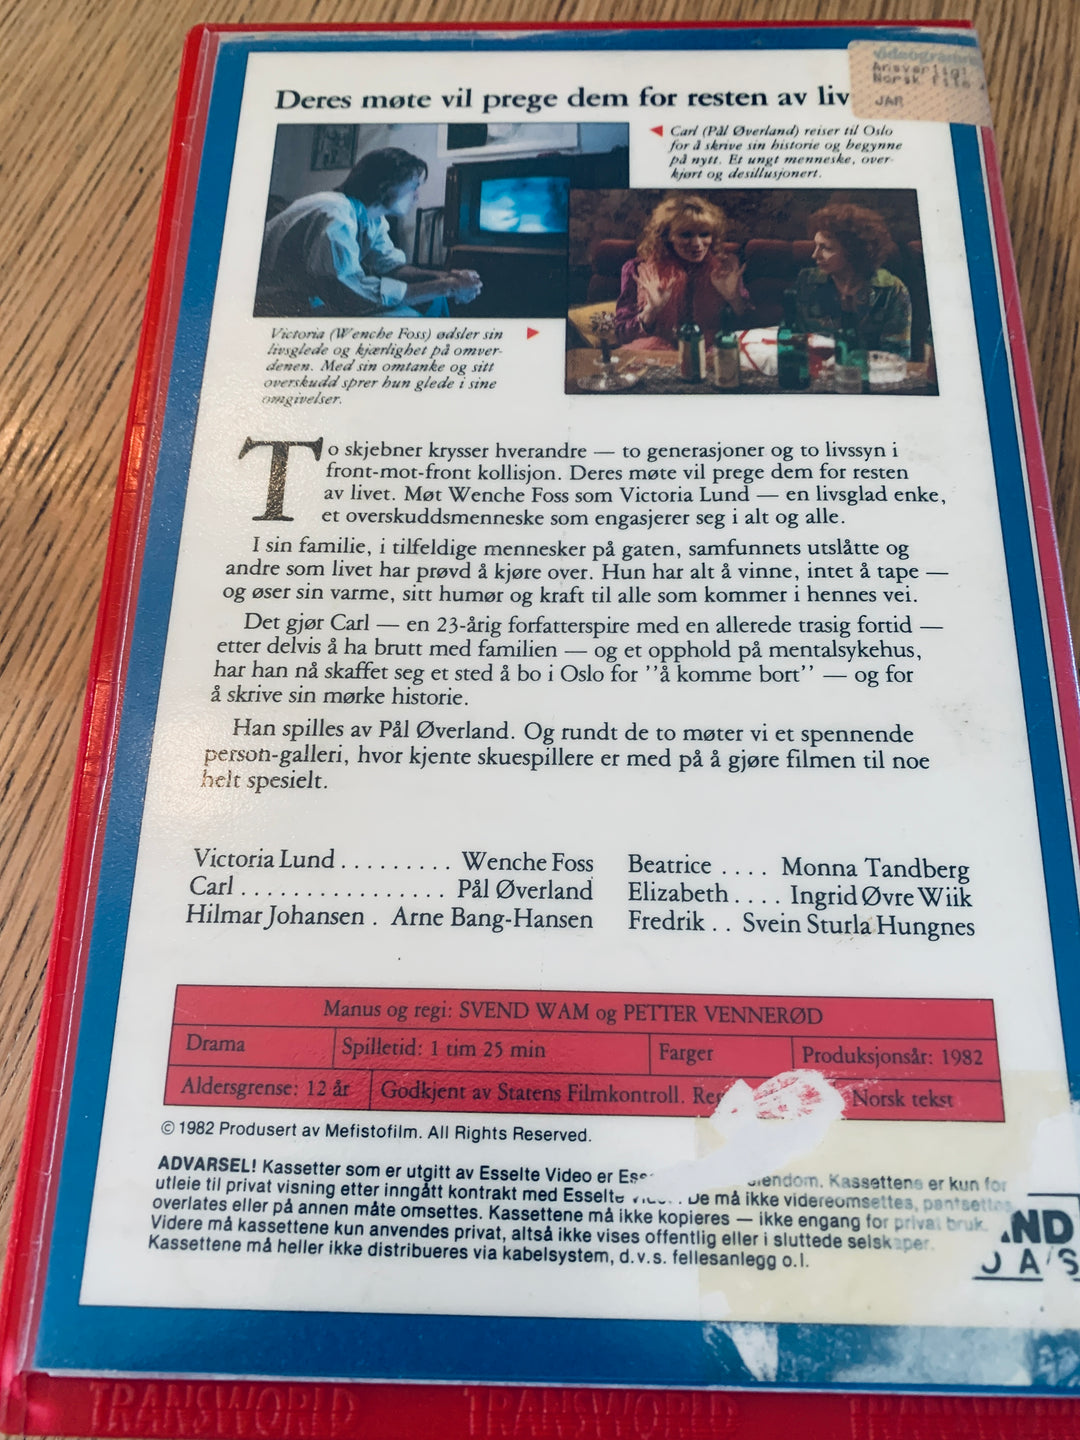 Deres møte vil prege dem for resten av liv
JAR
Carl (Pål Øverland) reiser til Oslo
for å skrive sin historie og begynne
på nytt. Et ungt menneske, over-
kjørt og desillusjonert.
Victoria (Wenche Foss) ødsler sin
livsglede og kjærlighet på omver-
denen. Med sin omtanke og sitt
overskudd sprer hun glede i sine
omgivelser.
To skjebner krysser hverandre — to generasjoner og to livssyn i
front-mot-front kollisjon. Deres møte vil prege dem for resten
av livet. Møt Wenche Foss som Victoria Lund — en livsglad enke,
et overskuddsmenneske som engasjerer seg i alt og alle.
I sin familie, i tilfeldige mennesker på gaten, samfunnets utslåtte og
andre som livet har prøvd å kjøre over. Hun har alt å vinne, intet å tape —
og øser sin varme, sitt humør og kraft til alle som kommer i hennes vei.
Det gjør Carl — en 23-årig forfatterspire med en allerede trasig fortid —
etter delvis å ha brutt med familien — og et opphold på mentalsykehus,
har han nå skaffet seg et sted å bo i Oslo for ''å komme bort'' — og for
å skrive sin mørke historie.
Han spilles av Pål Øverland. Og rundt de to møter vi et spennende
person-galleri, hvor kjente skuespillere er med på å gjøre filmen til noe
helt spesielt.
Victoria Lund . . . . . . . . . Wenche Foss
Carl . . . . . . . . . . . . . . . . Pål Øverland
Hilmar Johansen . Arne Bang-Hansen
Beatrice . . . . Monna Tandberg
Elizabeth . . . . Ingrid Øvre Wiik
Fredrik . . Svein Sturla Hungnes
Manus og regi: SVEND WAM og PETTER VENNERØD
Drama Spilletid: 1 tim 25 min Farger Produksjonsår: 1982
Aldersgrense: 12 år Godkjent av Statens Filmkontroll. Norsk tekst
© 1982 Produsert av Mefistofilm. All Rights Reserved.
ADVARSEL! Kassetter som er utgitt av Esselte Video er Kassettene er kun for
utleie til privat visning etter inngått kontrakt med Esselte De må ikke videreomsettes, pantsettes,
overlates eller på annen måte omsettes. Kassettene må ikke kopieres — ikke engang for privat bruk.
Videre må kassettene kun anvendes privat, altså ikke vises offentlig eller i sluttede selskaper.
Kassettene må heller ikke distribueres via kabelsystem, d.v.s. fellesanlegg o.l.
ND
A/S
TRANSWORLD TRANSWORLD